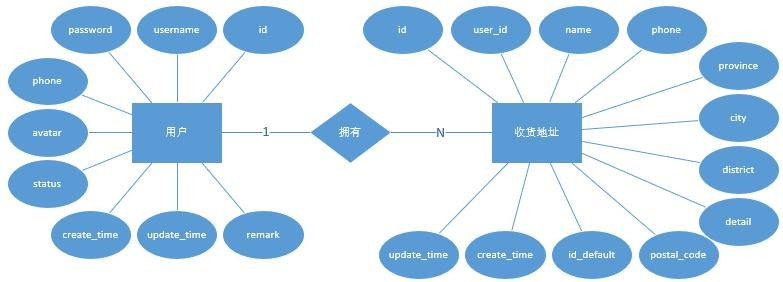 password
username
id
id
user_id
name
phone
province
phone
city
avatar
用户
1
拥有
N
收货地址
district
status
detail
create_time
update_time
remark
update_time
create_time
id_default
postal_code